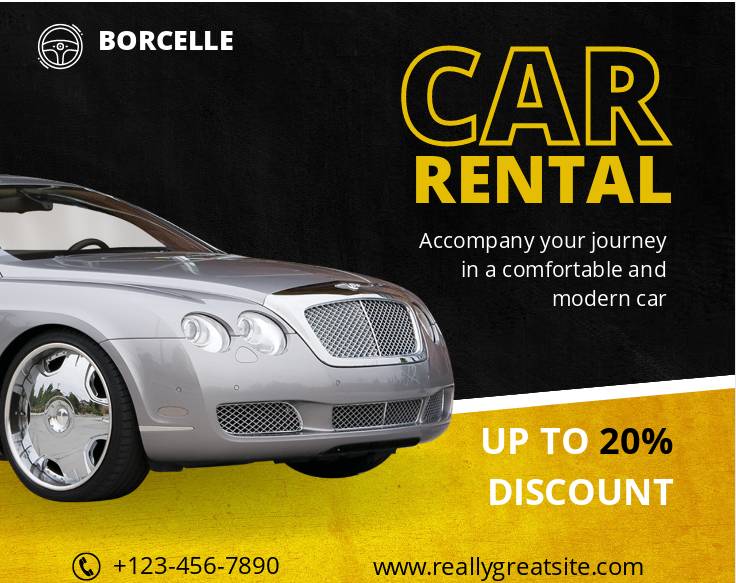 BORCELLE
CAR
RENTAL
Accompany your journey
in a comfortable and
modern car
UP TO 20%
DISCOUNT
+123-456-7890
www.reallygreatsite.com